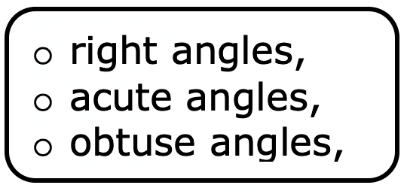 ○ right angles,
○ acute angles,
○ obtuse angles,